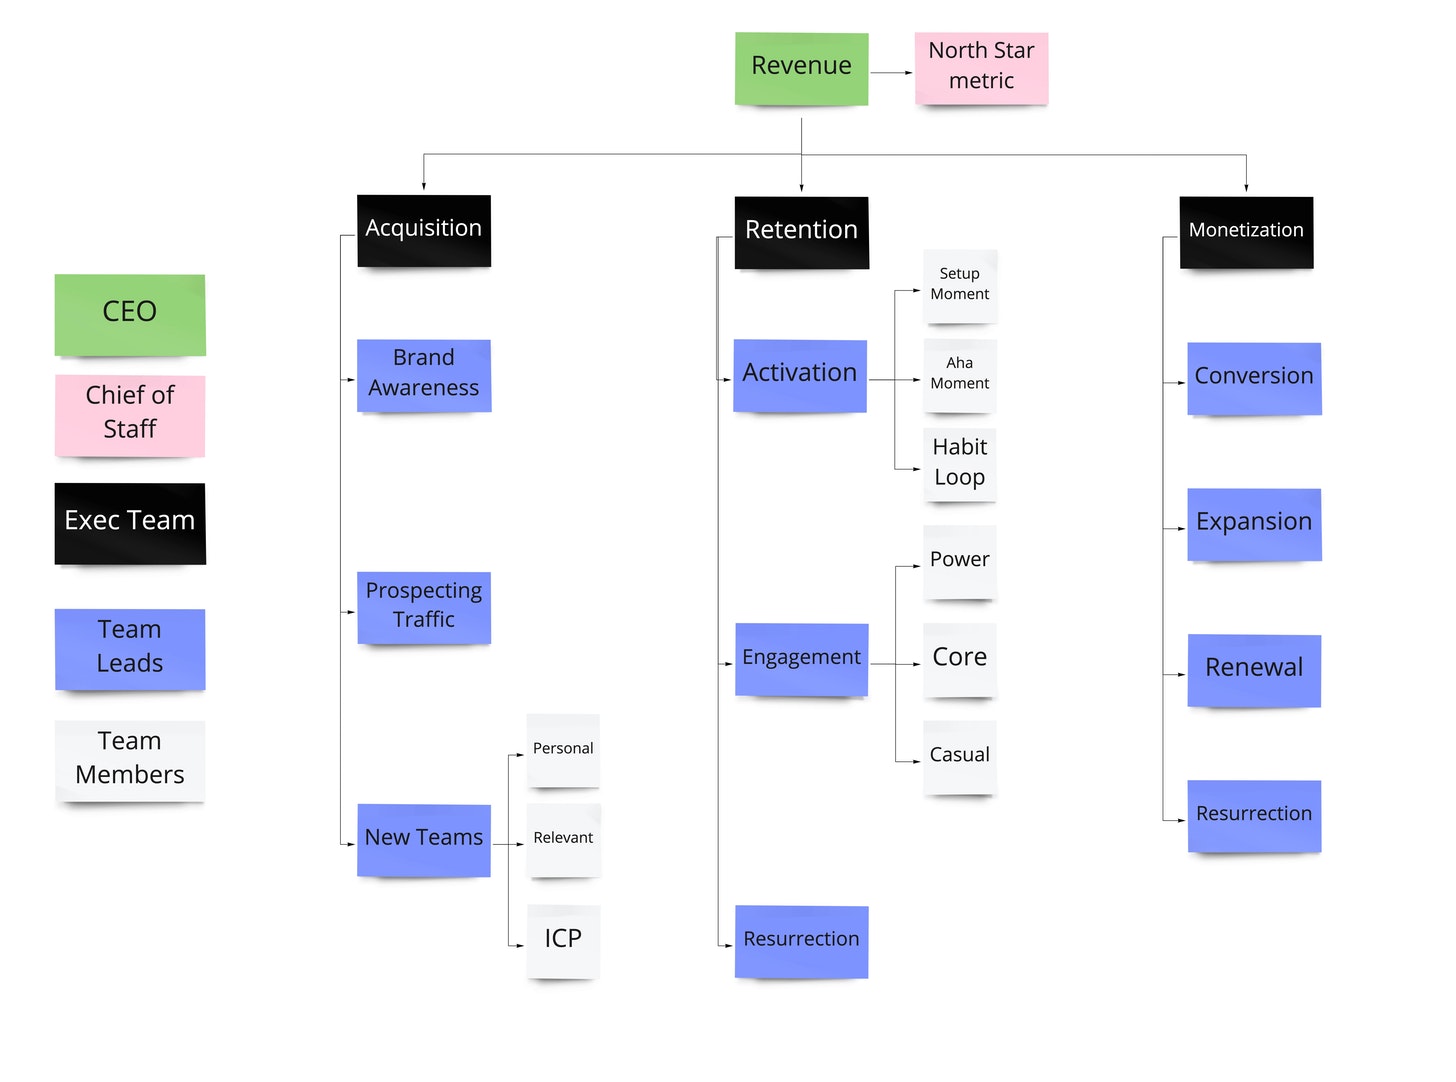 Revenue
North Star
metric
Acquisition
Retention
Monetization
CEO
Chief of
Staff
Exec Team
Team
Leads
Team
Members
Brand
Awareness
Prospecting
Traffic
New Teams
Personal
Relevant
ICP
Activation
Setup
Moment
Aha
Moment
Habit
Loop
Engagement
Power
Core
Casual
Resurrection
Conversion
Expansion
Renewal
Resurrection